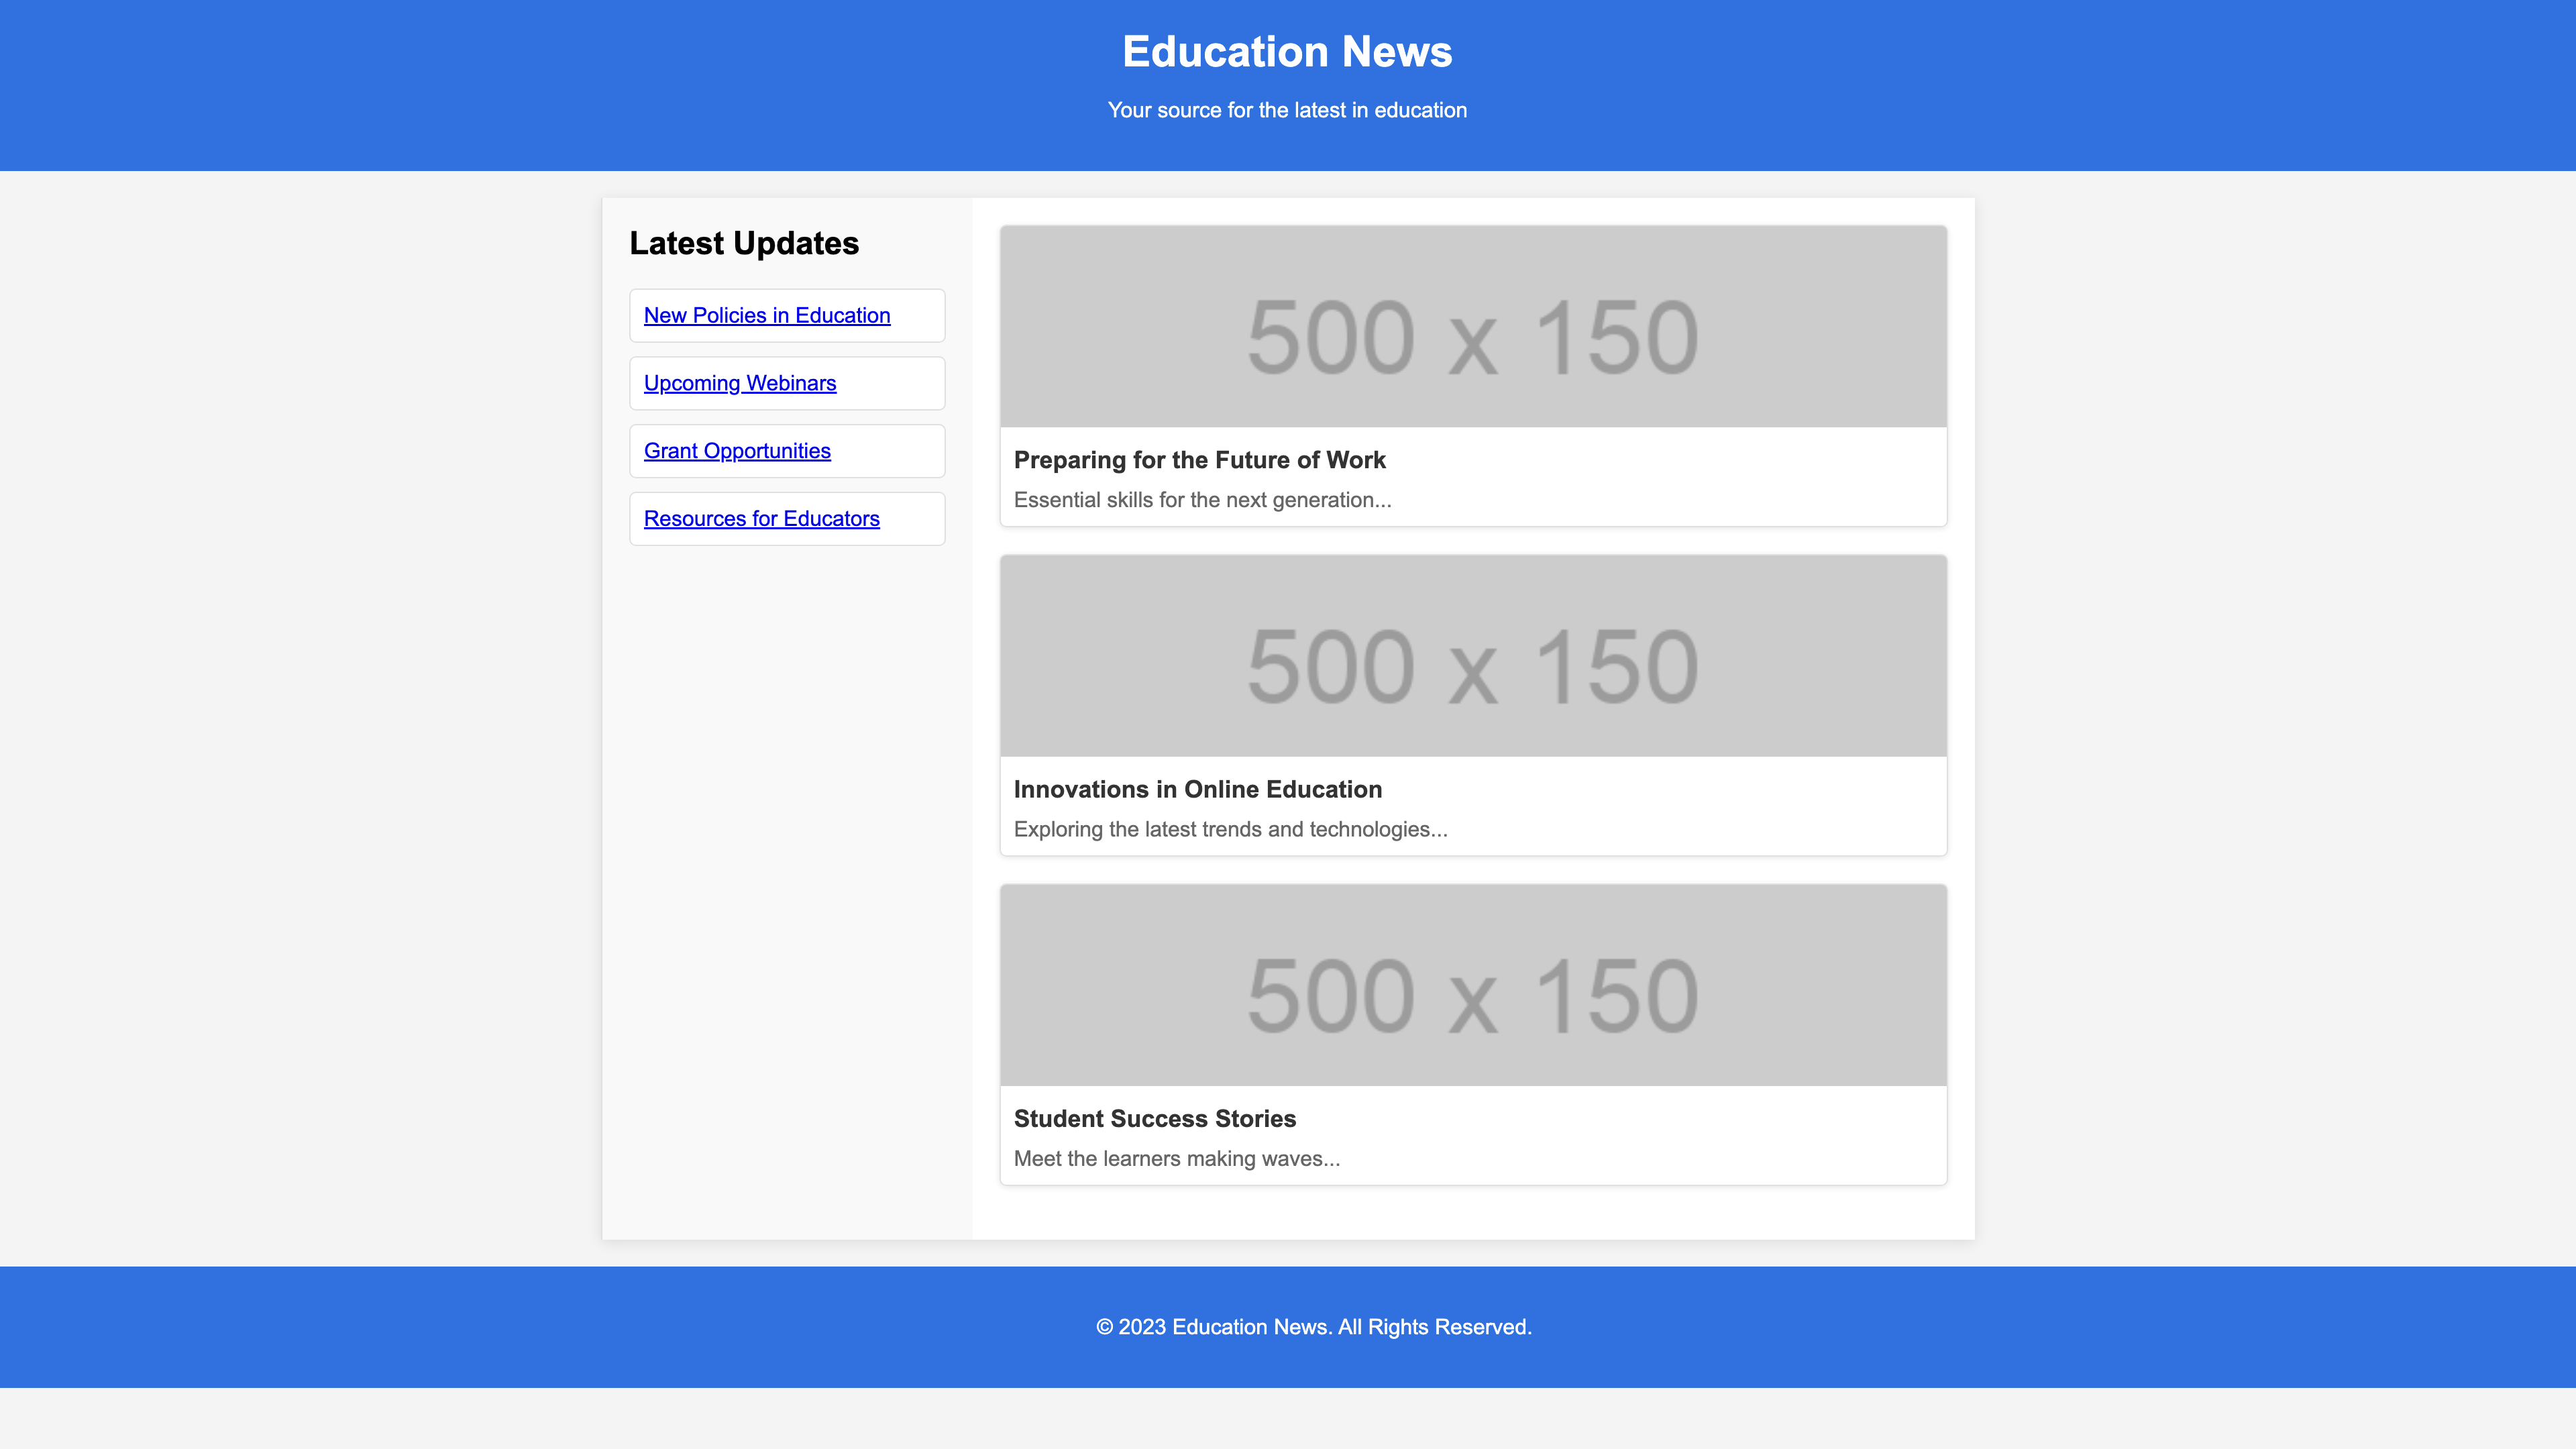 Education News
Your source for the latest in education
Latest Updates
New Policies in Education
Upcoming Webinars
Grant Opportunities
Resources for Educators
500 x 150
Preparing for the Future of Work
Essential skills for the next generation...
500 x 150
Innovations in Online Education
Exploring the latest trends and technologies...
500 x 150
Student Success Stories
Meet the learners making waves...
© 2023 Education News. All Rights Reserved.